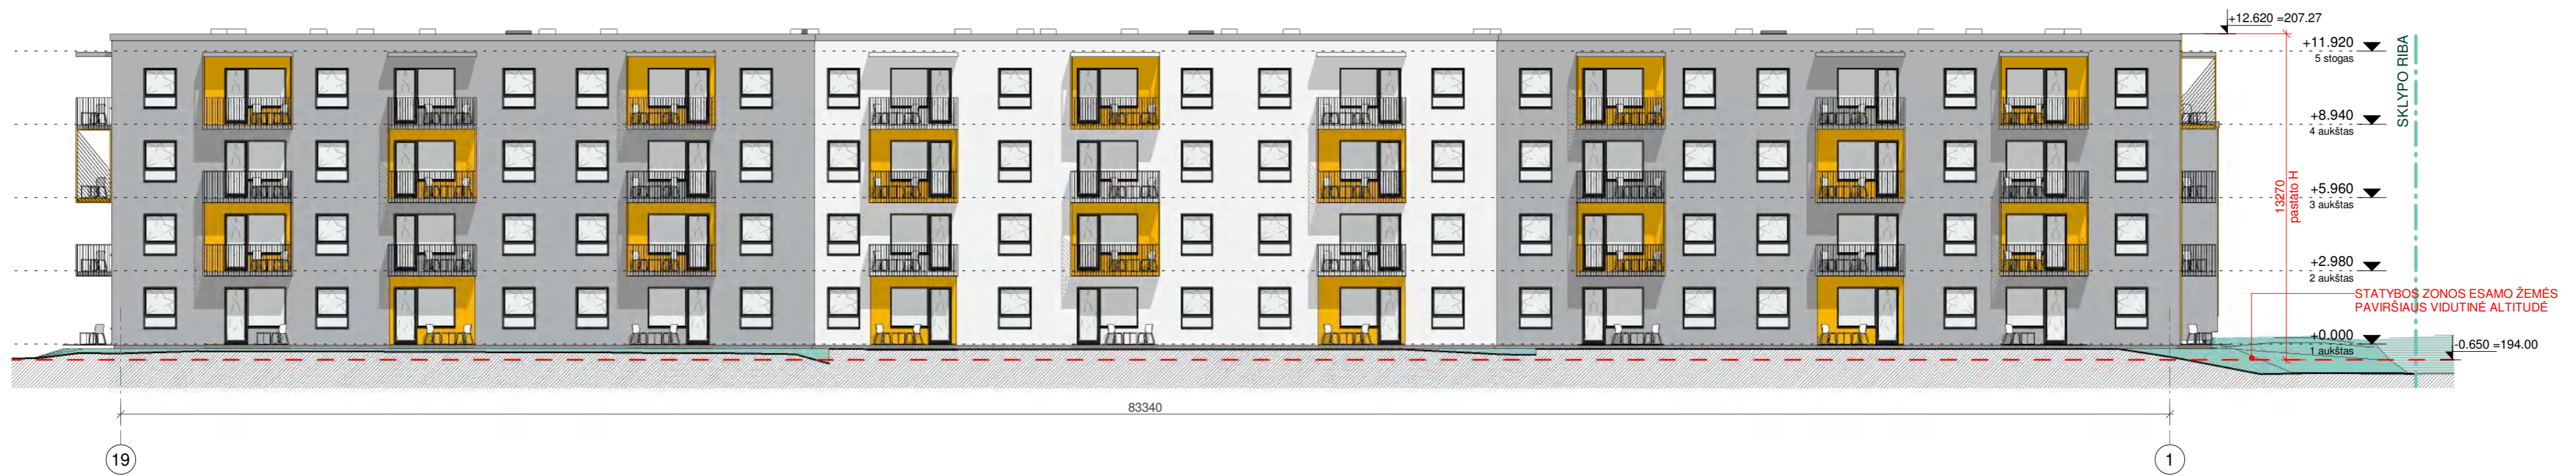 +12.620 =207.27
+11.920
5 stogas
SKLYPO RIBA
+8.940
4 aukštas
13270
pastato H
+5.960
3 aukštas
+2.980
2 aukštas
STATYBOS ZONOS ESAMO ŽEMĖS
PAVIRŠIAUS VIDUTINĖ ALTITUDĖ
+0.000
1 aukštas
-0.650 =194.00
83340
19
1